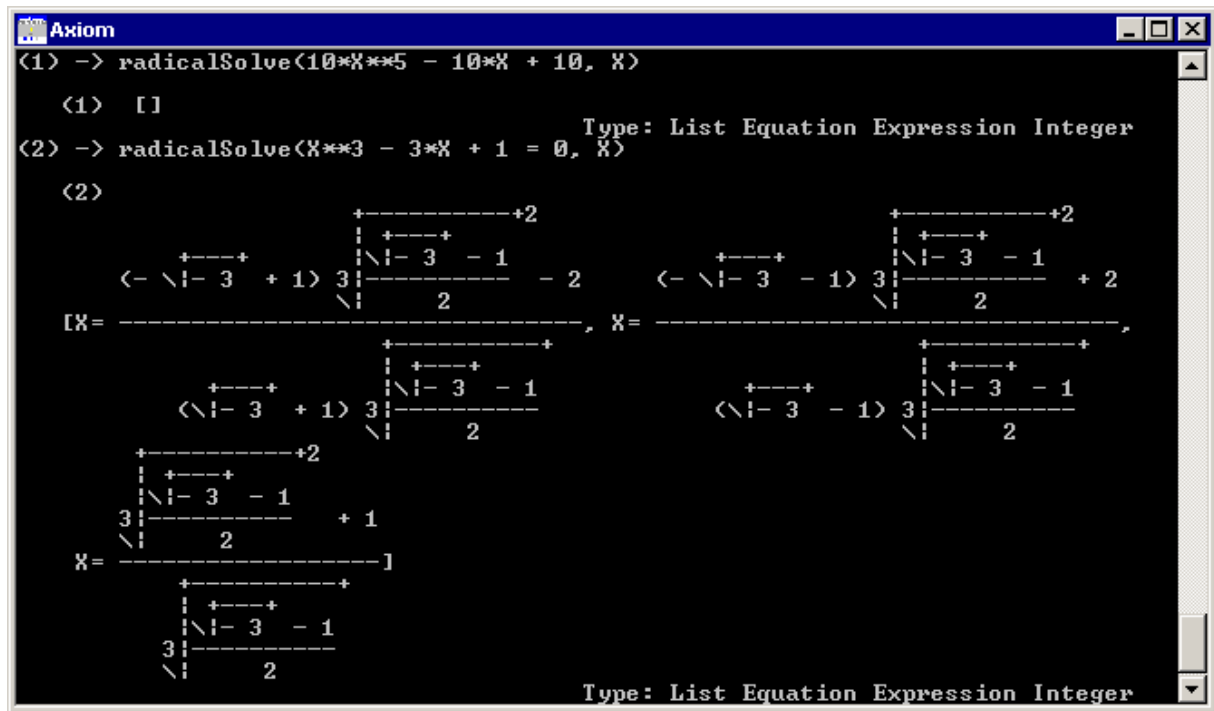 Axiom
(1) -> radicalSolve(10*X**5 - 10*X + 10, X)
   (1)  []
                                       Type: List Equation Expression Integer
(2) -> radicalSolve(X**3 - 3*X + 1 = 0, X)
   (2)
                       +----------+2                         +----------+2
                       | +---+                               | +---+
           +---+       |\|- 3  - 1               +---+       |\|- 3  - 1
       (- \|- 3  + 1) 3|----------  - 2      (- \|- 3  - 1) 3|----------  + 2
                      \|     2                              \|     2
   [X= --------------------------------, X= --------------------------------,
                         +----------+                          +----------+
                         | +---+                               | +---+
             +---+       |\|- 3  - 1               +---+       |\|- 3  - 1
           (\|- 3  + 1) 3|----------             (\|- 3  - 1) 3|----------
                        \|     2                              \|     2
        +----------+2
        | +---+
        |\|- 3  - 1
       3|----------   + 1
       \|     2
    X= ------------------]
           +----------+
           | +---+
           |\|- 3  - 1
          3|----------
          \|     2
                                       Type: List Equation Expression Integer